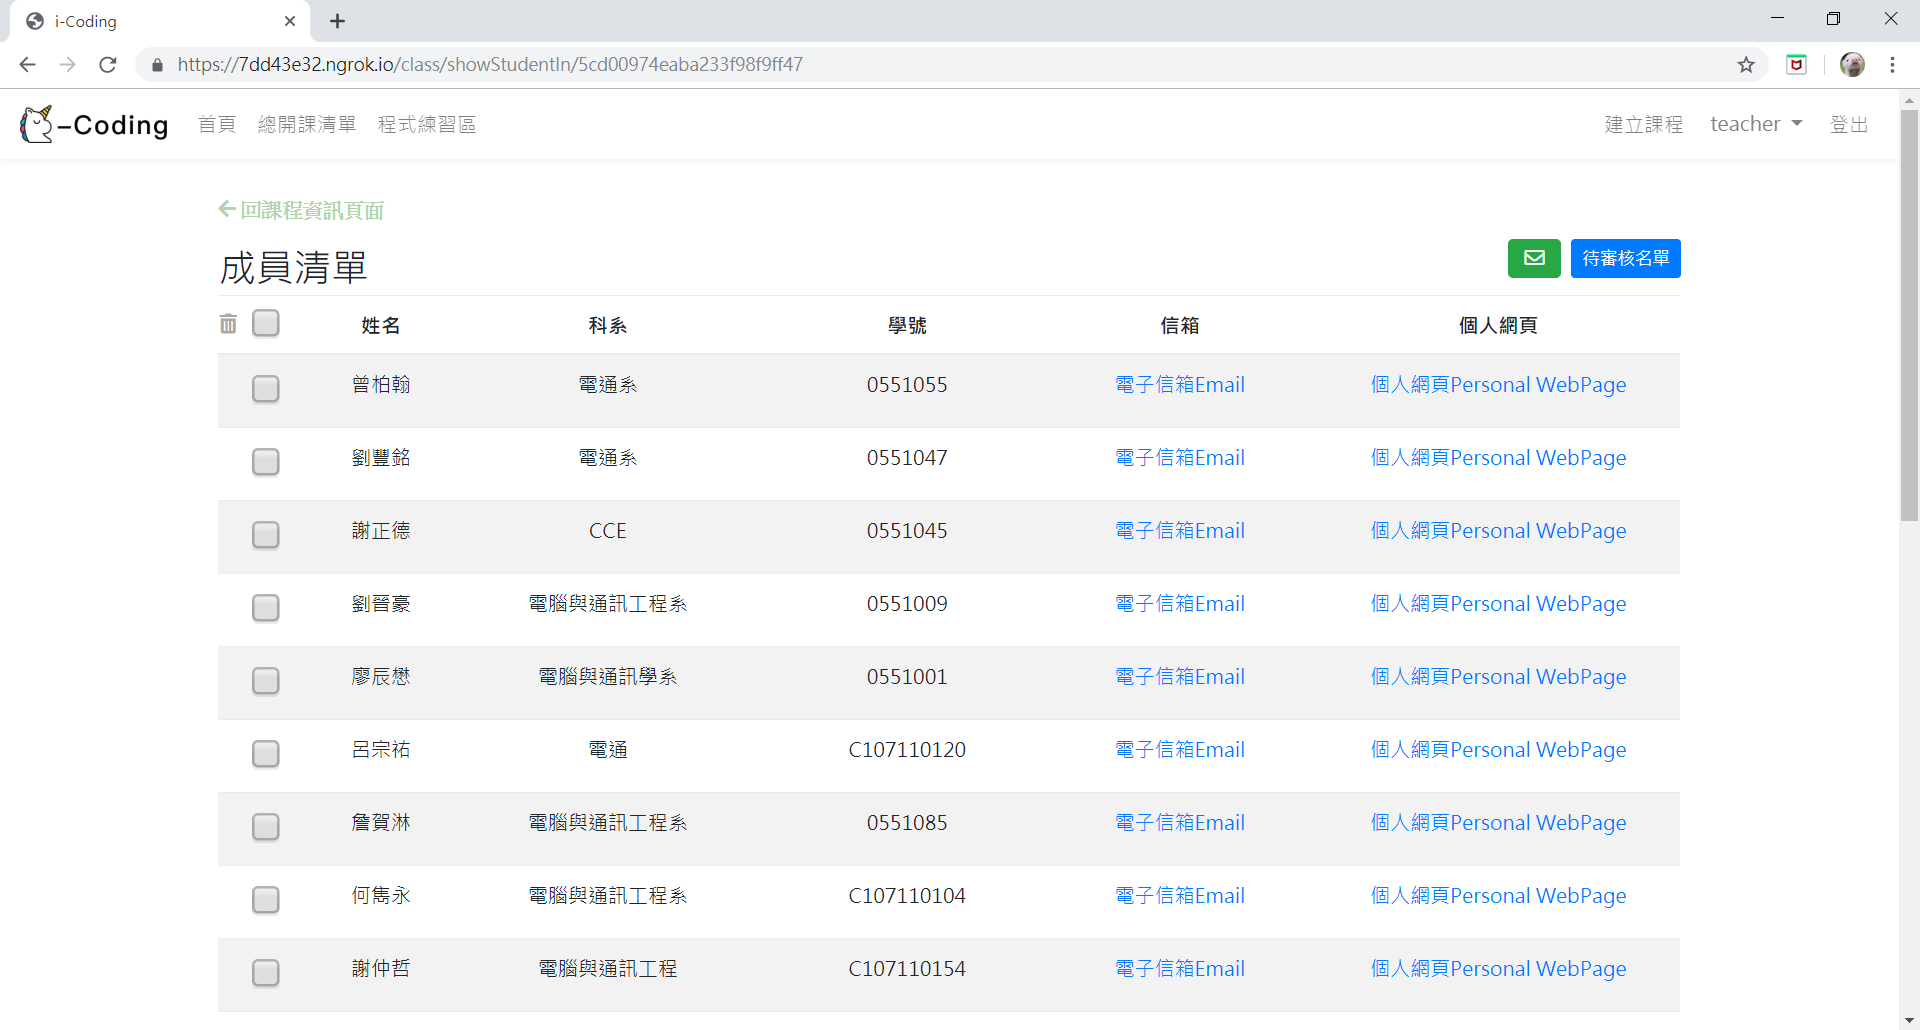 i-Coding
https://7dd43e32.ngrok.io/class/showStudentIn/5cd00974eaba233f98f9ff47
-Coding 首頁 總開課清單 程式練習區 建立課程 teacher 登出
回課程資訊頁面
成員清單 待審核名單
姓名 科系 學號 信箱 個人網頁
曾柏翰 電通系 0551055 電子信箱Email 個人網頁Personal WebPage
劉豐銘 電通系 0551047 電子信箱Email 個人網頁Personal WebPage
謝正德 CCE 0551045 電子信箱Email 個人網頁Personal WebPage
劉晉豪 電腦與通訊工程系 0551009 電子信箱Email 個人網頁Personal WebPage
廖辰懋 電腦與通訊學系 0551001 電子信箱Email 個人網頁Personal WebPage
呂宗祐 電通 C107110120 電子信箱Email 個人網頁Personal WebPage
詹賀淋 電腦與通訊工程系 0551085 電子信箱Email 個人網頁Personal WebPage
何雋永 電腦與通訊工程系 C107110104 電子信箱Email 個人網頁Personal WebPage
謝仲哲 電腦與通訊工程 C107110154 電子信箱Email 個人網頁Personal WebPage